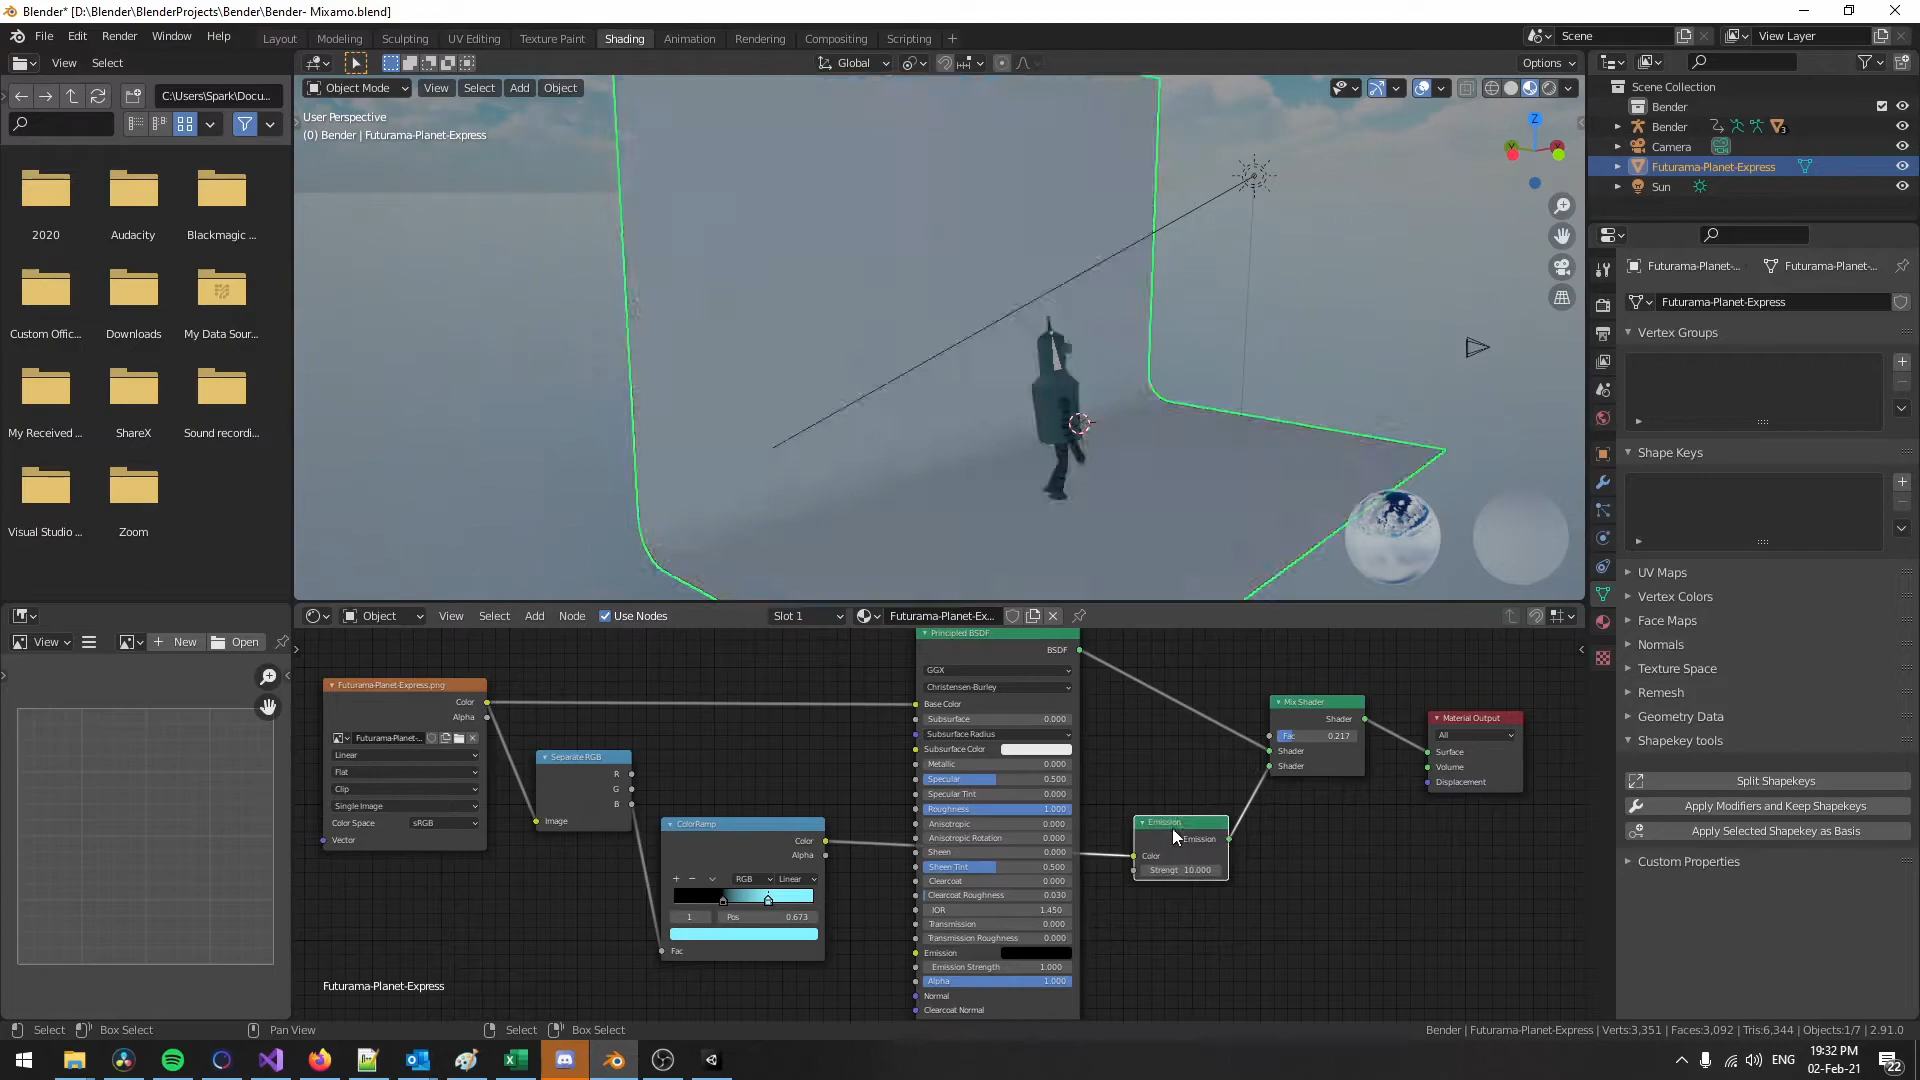 Blender* [D:\Blender\BlenderProjects\Bender\Bender- Mixamo.blend]
File Edit Render Window Help
Layout Modeling Sculpting UV Editing Texture Paint Shading Animation Rendering Compositing Scripting +
Scene
View Layer
View Select
Global
Options
C:\Users\Spark\Docu...
Object Mode View Select Add Object
User Perspective
(0) Bender | Futurama-Planet-Express
Z
2020
Audacity
Blackmagic ...
Custom Offic...
Downloads
My Data Sour...
My Received ...
ShareX
Sound recordi...
Visual Studio ...
Zoom
Scene Collection
Bender
Bender
3
Camera
Futurama-Planet-Express
Sun
Futurama-Planet-...
Futurama-Planet-...
Futurama-Planet-Express
Vertex Groups
Shape Keys
UV Maps
Vertex Colors
Face Maps
Normals
Texture Space
Remesh
Geometry Data
Shapekey tools
Split Shapekeys
Apply Modifiers and Keep Shapekeys
Apply Selected Shapekey as Basis
Custom Properties
View
New
Open
Object View Select Add Node Use Nodes
Slot 1
Futurama-Planet-Ex...
Futurama-Planet-Express.png
Color
Alpha
Futurama-Planet-...
Linear
Flat
Clip
Single Image
Color Space sRGB
Vector
Separate RGB
R
G
B
Image
ColorRamp
Color
Alpha
RGB Linear
1 Pos 0.673
Fac
Principled BSDF
BSDF
GGX
Christensen-Burley
Base Color
Subsurface 0.000
Subsurface Radius
Subsurface Color
Metallic 0.000
Specular 0.500
Specular Tint 0.000
Roughness 1.000
Anisotropic 0.000
Anisotropic Rotation 0.000
Sheen 0.000
Sheen Tint 0.500
Clearcoat 0.000
Clearcoat Roughness 0.030
IOR 1.450
Transmission 0.000
Transmission Roughness 0.000
Emission
Emission Strength 1.000
Alpha 1.000
Normal
Clearcoat Normal
Emission
Emission
Color
Strengt 10.000
Mix Shader
Shader
Fac 0.217
Shader
Shader
Material Output
All
Surface
Volume
Displacement
Futurama-Planet-Express
Select Box Select Pan View Select Box Select
Bender | Futurama-Planet-Express | Verts:3,351 | Faces:3,092 | Tris:6,344 | Objects:1/7 | 2.91.0
ENG
19:32 PM
02-Feb-21
22